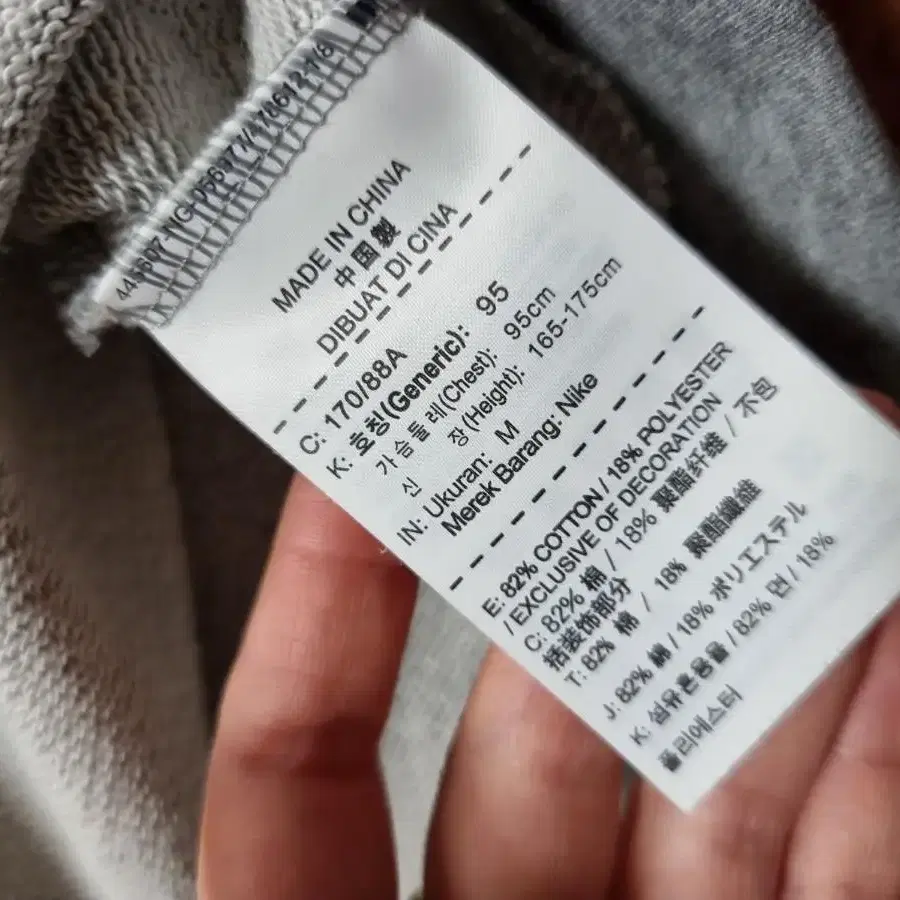 MADE IN CHINA
中国製
DIBUAT DI CINA
C: 170/88A
K: 호칭(Generic): 95
가슴둘레(Chest): 95cm
신 장(Height): 165-175cm
IN: Ukuran: M
Merek Barang: Nike
E: 82% COTTON / 18% POLYESTER
/ EXCLUSIVE OF DECORATION
C: 82% 棉 / 18% 聚酯纤维 / 不包
括装饰部分
T: 82% 棉 / 18% 聚酯纖維
J: 82% 綿 / 18% ポリエステル
K: 섬유혼용율 / 82% 면 / 18%
폴리에스터